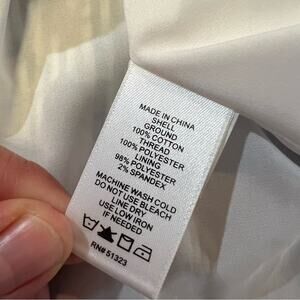 MADE IN CHINA
SHELL
GROUND
100% COTTON
THREAD
100% POLYESTER
LINING
98% POLYESTER
2% SPANDEX
MACHINE WASH COLD
DO NOT USE BLEACH
LINE DRY
USE LOW IRON
IF NEEDED
RN# 51323